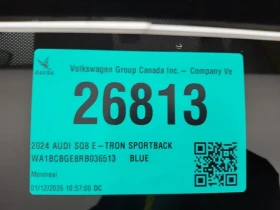 Volkswagen Group Canada Inc.- Company Ve
26813
2024 AUDI SQ8 E-TRON SPORTBACK
WA1BCBGE8RB036513 BLUE
Montreal
01/12/2026 10:57:00 DC